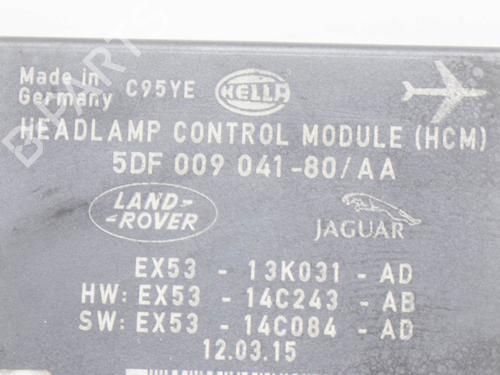 Made in
Germany
C95YE
HELLA
HEADLAMP CONTROL MODULE (HCM)
5DF 009 041-80/AA
LAND-
-ROVER
JAGUAR
EX53 - 13K031 - AD
HW: EX53 - 14C243 - AB
SW: EX53 - 14C084 - AD
12.03.15